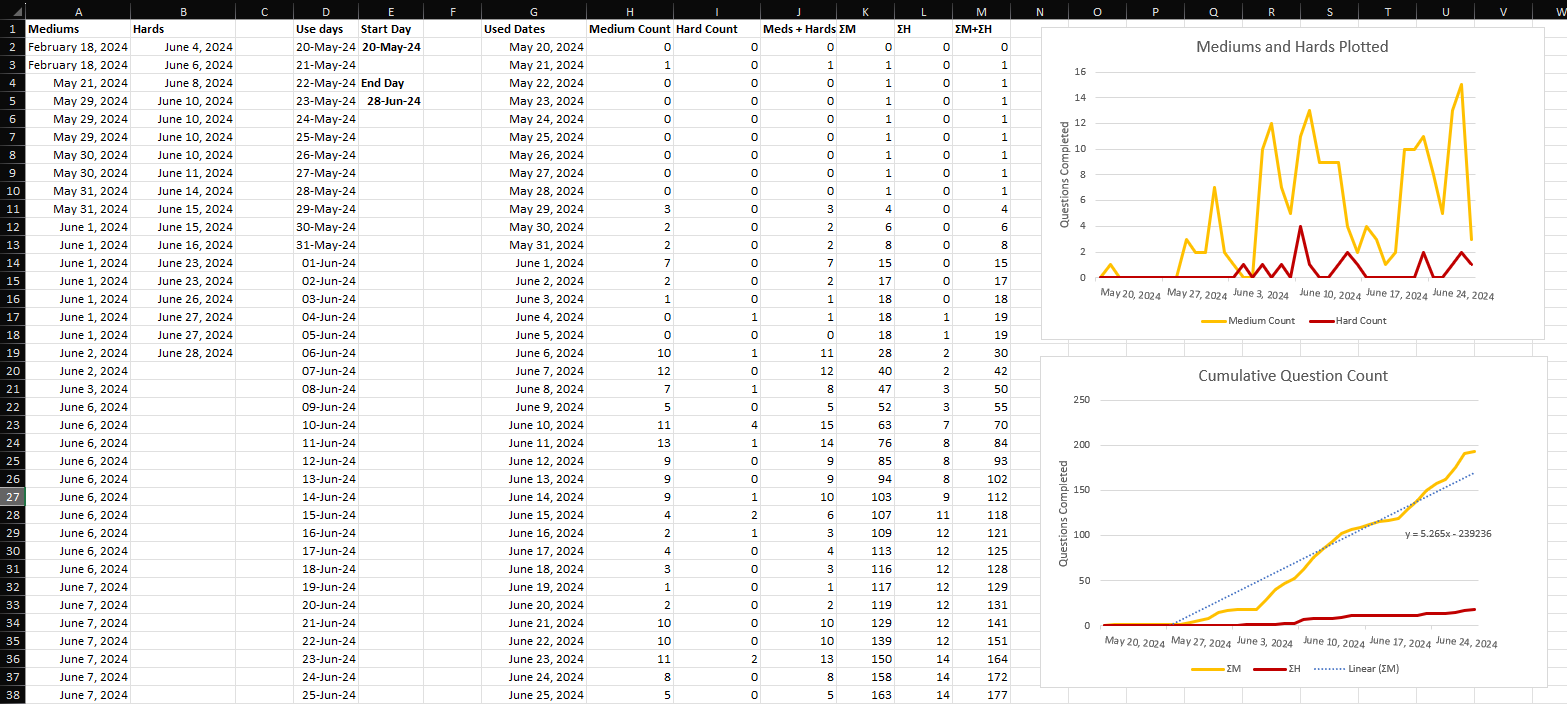 A B C D E F G H I J K L M N O P Q R S T U V W
1 Mediums Hards Use days Start Day Used Dates Medium Count Hard Count Meds + Hards ΣM ΣH ΣM+ΣH
2 February 18, 2024 June 4, 2024 20-May-24 20-May-24 May 20, 2024 0 0 0 0 0 0
3 February 18, 2024 June 6, 2024 21-May-24 May 21, 2024 1 0 1 1 0 1
4 May 21, 2024 June 8, 2024 22-May-24 End Day May 22, 2024 0 0 0 1 0 1
5 May 29, 2024 June 10, 2024 23-May-24 28-Jun-24 May 23, 2024 0 0 0 1 0 1
6 May 29, 2024 June 10, 2024 24-May-24 May 24, 2024 0 0 0 1 0 1
7 May 29, 2024 June 10, 2024 25-May-24 May 25, 2024 0 0 0 1 0 1
8 May 30, 2024 June 10, 2024 26-May-24 May 26, 2024 0 0 0 1 0 1
9 May 30, 2024 June 11, 2024 27-May-24 May 27, 2024 0 0 0 1 0 1
10 May 31, 2024 June 14, 2024 28-May-24 May 28, 2024 0 0 0 1 0 1
11 May 31, 2024 June 15, 2024 29-May-24 May 29, 2024 3 0 3 4 0 4
12 June 1, 2024 June 15, 2024 30-May-24 May 30, 2024 2 0 2 6 0 6
13 June 1, 2024 June 16, 2024 31-May-24 May 31, 2024 2 0 2 8 0 8
14 June 1, 2024 June 23, 2024 01-Jun-24 June 1, 2024 7 0 7 15 0 15
15 June 1, 2024 June 23, 2024 02-Jun-24 June 2, 2024 2 0 2 17 0 17
16 June 1, 2024 June 26, 2024 03-Jun-24 June 3, 2024 1 0 1 18 0 18
17 June 1, 2024 June 27, 2024 04-Jun-24 June 4, 2024 0 1 1 18 1 19
18 June 1, 2024 June 27, 2024 05-Jun-24 June 5, 2024 0 0 0 18 1 19
19 June 2, 2024 June 28, 2024 06-Jun-24 June 6, 2024 10 1 11 28 2 30
20 June 2, 2024 07-Jun-24 June 7, 2024 12 0 12 40 2 42
21 June 3, 2024 08-Jun-24 June 8, 2024 7 1 8 47 3 50
22 June 6, 2024 09-Jun-24 June 9, 2024 5 0 5 52 3 55
23 June 6, 2024 10-Jun-24 June 10, 2024 11 4 15 63 7 70
24 June 6, 2024 11-Jun-24 June 11, 2024 13 1 14 76 8 84
25 June 6, 2024 12-Jun-24 June 12, 2024 9 0 9 85 8 93
26 June 6, 2024 13-Jun-24 June 13, 2024 9 0 9 94 8 102
27 June 6, 2024 14-Jun-24 June 14, 2024 9 1 10 103 9 112
28 June 6, 2024 15-Jun-24 June 15, 2024 4 2 6 107 11 118
29 June 6, 2024 16-Jun-24 June 16, 2024 2 1 3 109 12 121
30 June 6, 2024 17-Jun-24 June 17, 2024 4 0 4 113 12 125
31 June 6, 2024 18-Jun-24 June 18, 2024 3 0 3 116 12 128
32 June 7, 2024 19-Jun-24 June 19, 2024 1 0 1 117 12 129
33 June 7, 2024 20-Jun-24 June 20, 2024 2 0 2 119 12 131
34 June 7, 2024 21-Jun-24 June 21, 2024 10 0 10 129 12 141
35 June 7, 2024 22-Jun-24 June 22, 2024 10 0 10 139 12 151
36 June 7, 2024 23-Jun-24 June 23, 2024 11 2 13 150 14 164
37 June 7, 2024 24-Jun-24 June 24, 2024 8 0 8 158 14 172
38 June 7, 2024 25-Jun-24 June 25, 2024 5 0 5 163 14 177
Mediums and Hards Plotted
Questions Completed
16
14
12
10
8
6
4
2
0
May 20, 2024 May 27, 2024 June 3, 2024 June 10, 2024 June 17, 2024 June 24, 2024
Medium Count Hard Count
Cumulative Question Count
Questions Completed
250
200
150
100
50
0
y = 5.265x - 239236
May 20, 2024 May 27, 2024 June 3, 2024 June 10, 2024 June 17, 2024 June 24, 2024
ΣM ΣH Linear (ΣM)